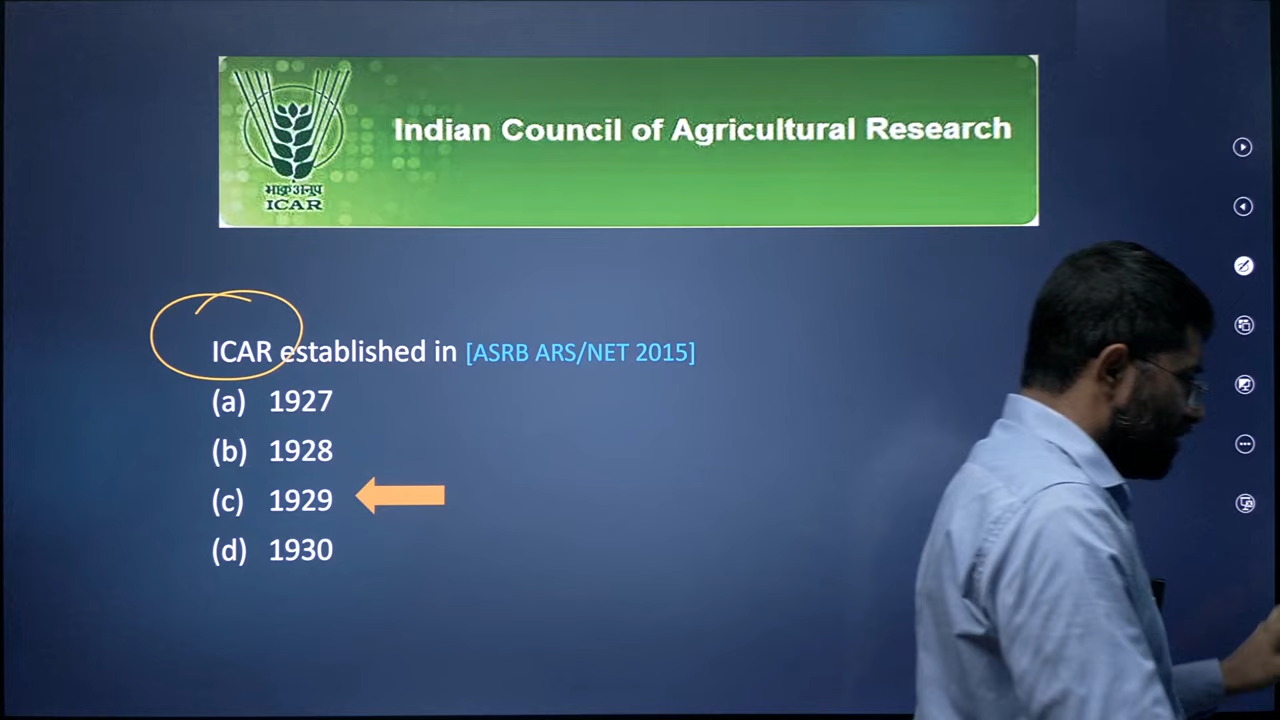 Indian Council of Agricultural Research
भाकृअनुप
ICAR
ICAR established in [ASRB ARS/NET 2015]
(a) 1927
(b) 1928
(c) 1929
(d) 1930